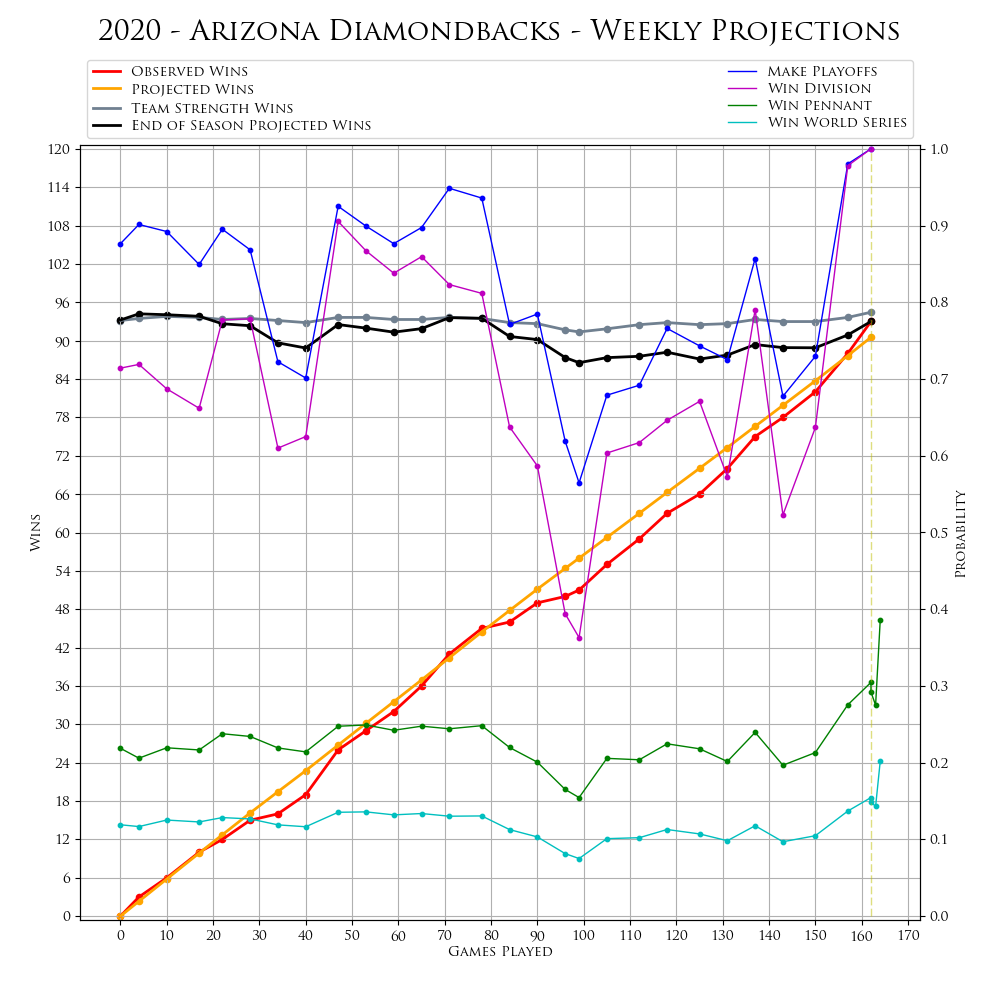 2020 - Arizona Diamondbacks - Weekly Projections
Observed Wins
Projected Wins
Team Strength Wins
End of Season Projected Wins
Make Playoffs
Win Division
Win Pennant
Win World Series
120
114
108
102
96
90
84
78
72
66
60
54
48
42
36
30
24
18
12
6
0
Wins
1.0
0.9
0.8
0.7
0.6
0.5
0.4
0.3
0.2
0.1
0.0
Probability
0 10 20 30 40 50 60 70 80 90 100 110 120 130 140 150 160 170
Games Played